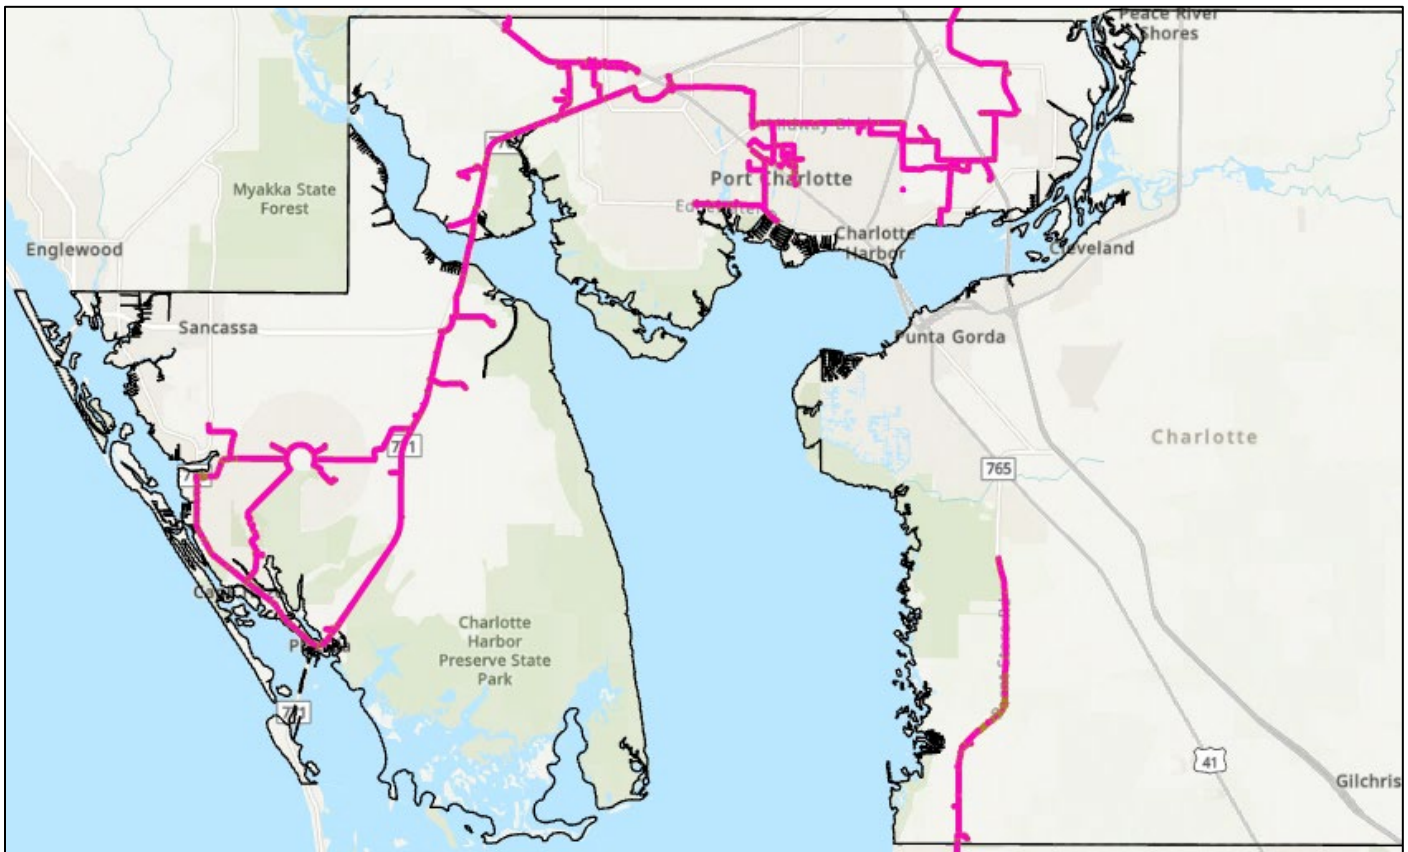 Peace River
Shores
Myakka State
Forest
Port Charlotte
Englewood
Charlotte
Harbor
Cleveland
Sancassa
Punta Gorda
Charlotte
771
765
Charlotte
Harbor
Preserve State
Park
771
41
Gilchris